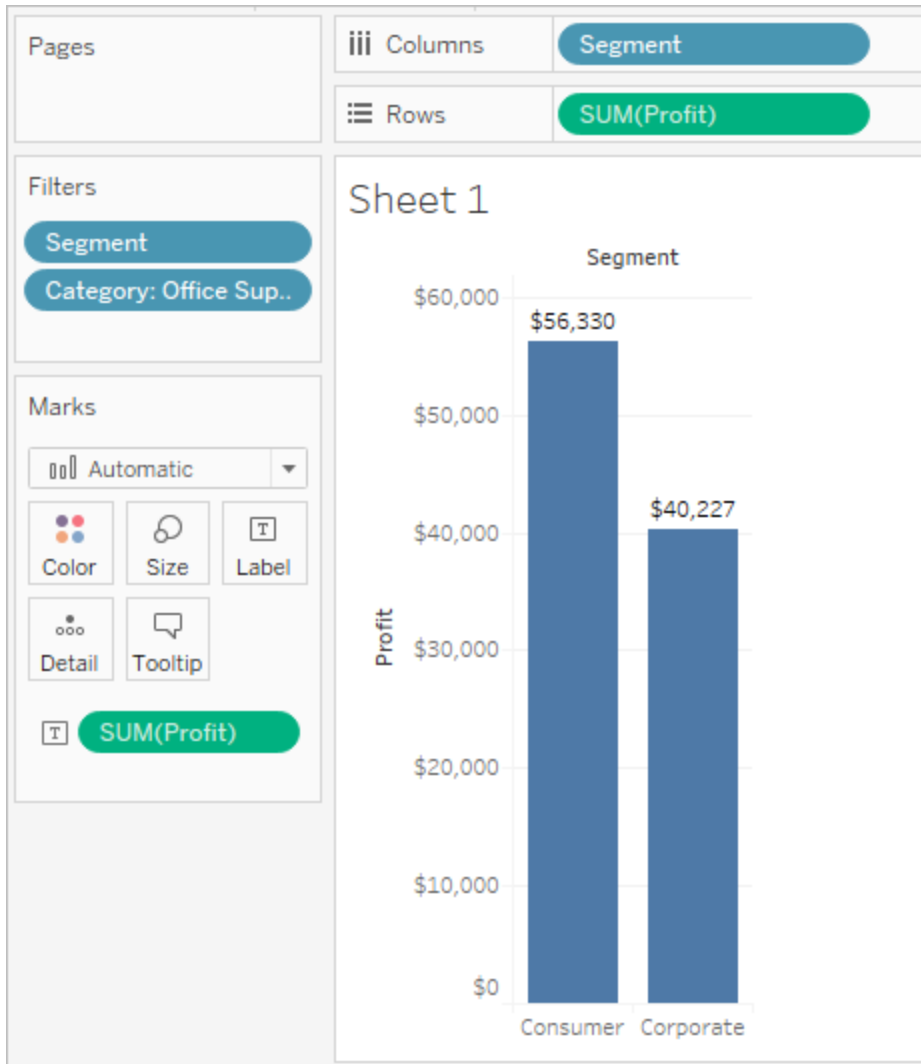 Pages
Columns
Segment
Rows
SUM(Profit)
Filters
Segment
Category: Office Sup..
Marks
Automatic
Color
Size
T
Label
Detail
Tooltip
T
SUM(Profit)
Sheet 1
Segment
$60,000
$56,330
$50,000
$40,227
$40,000
Profit
$30,000
$20,000
$10,000
$0
Consumer
Corporate